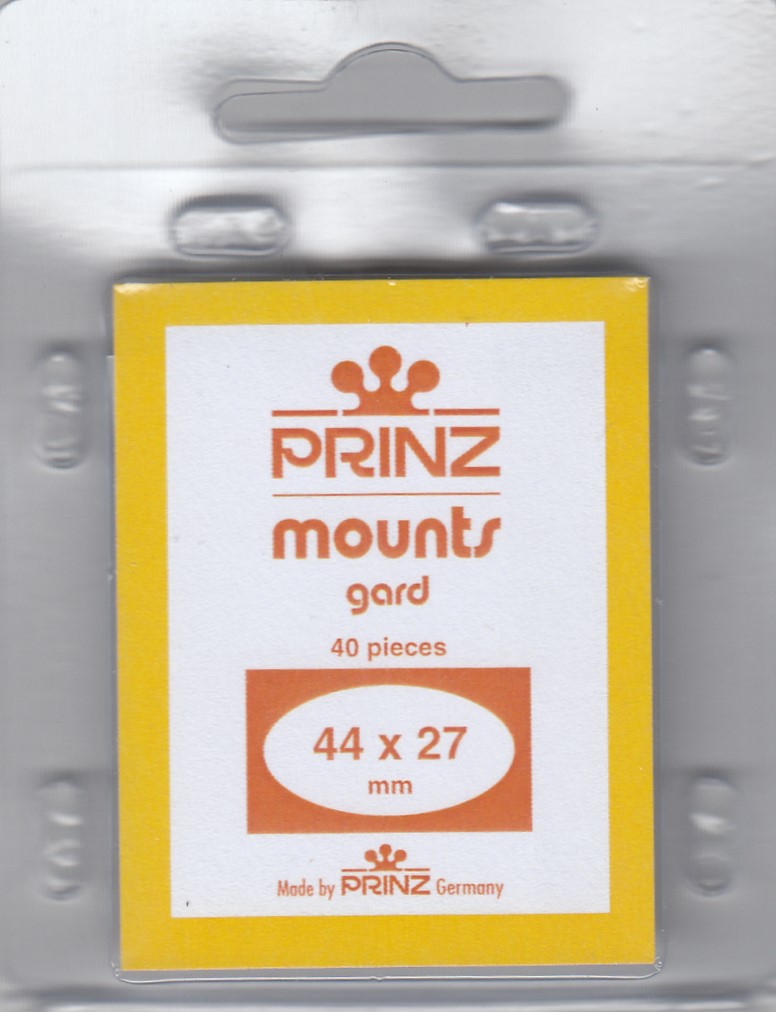 PRINZ
mounts
gard
40 pieces
44 x 27
mm
Made by PRINZ Germany